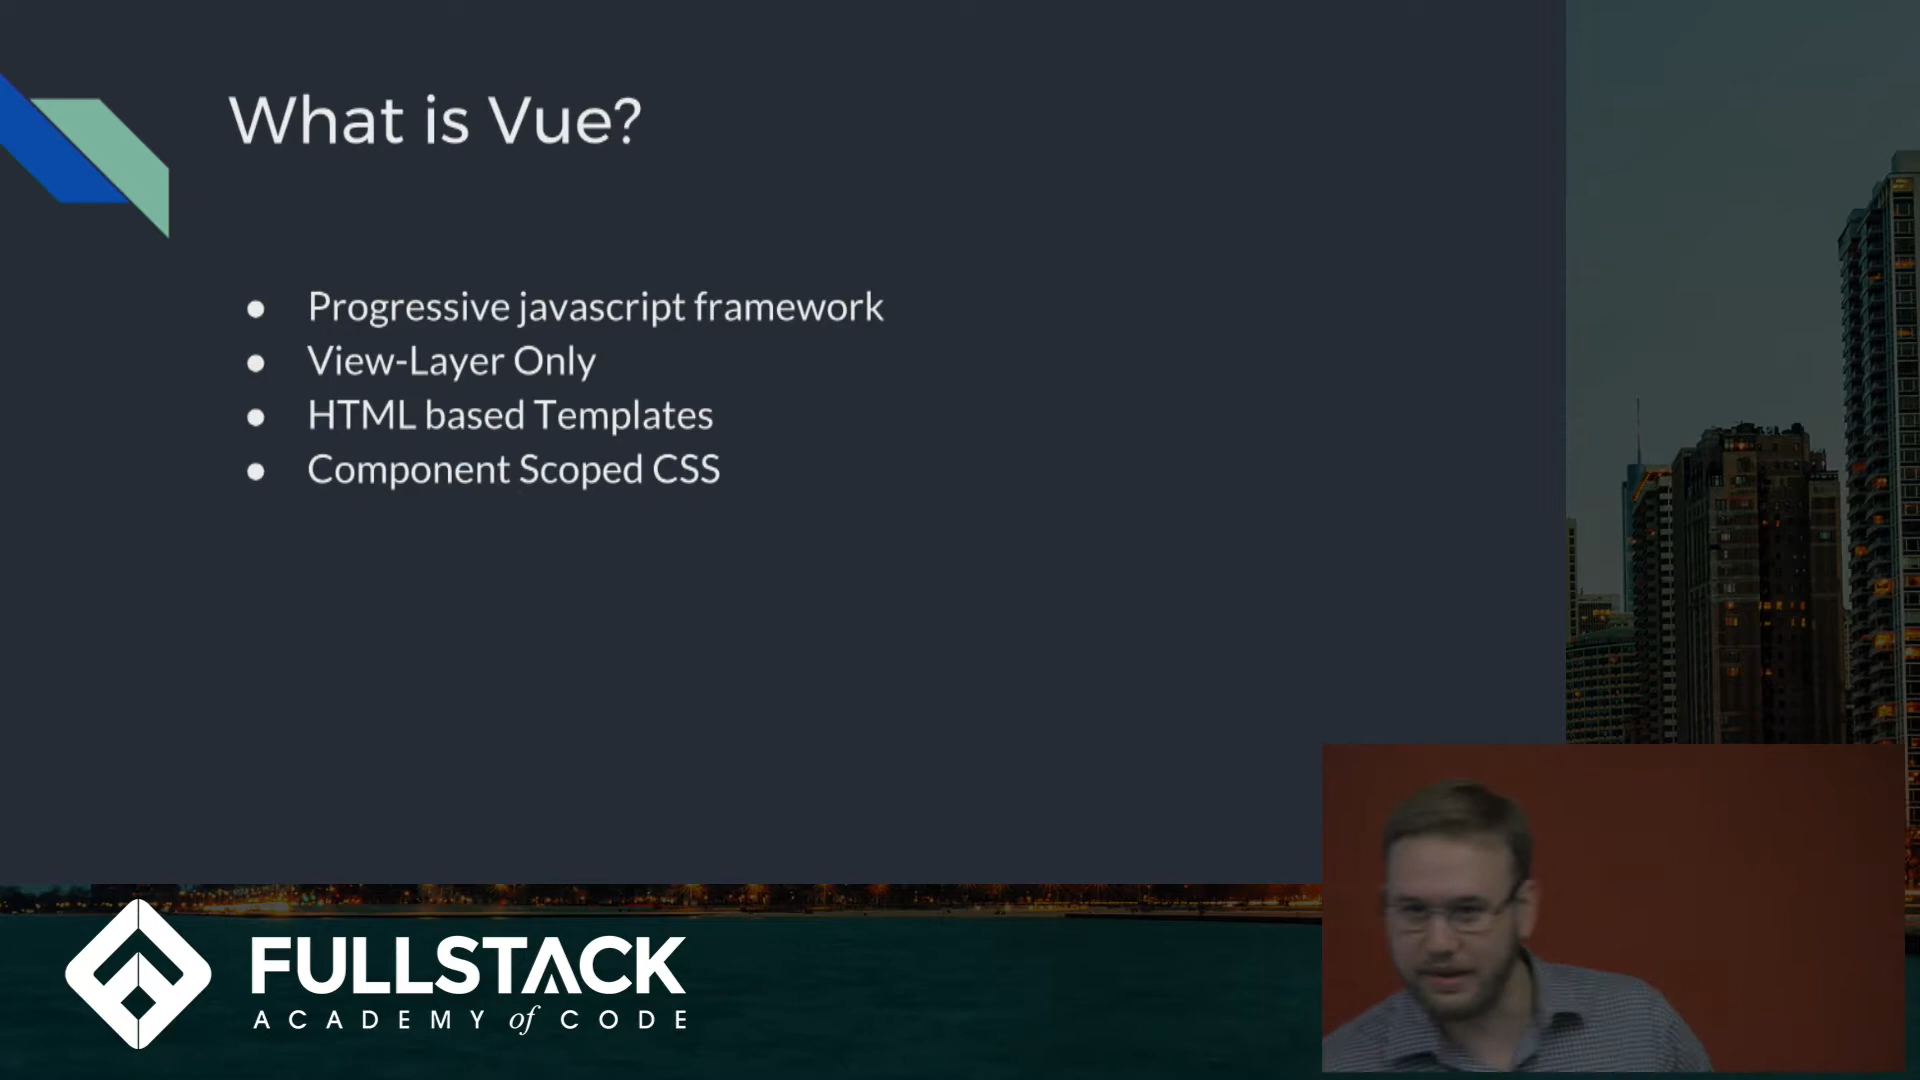 What is Vue?
● Progressive javascript framework
● View-Layer Only
● HTML based Templates
● Component Scoped CSS
FULLSTACK
ACADEMY of CODE